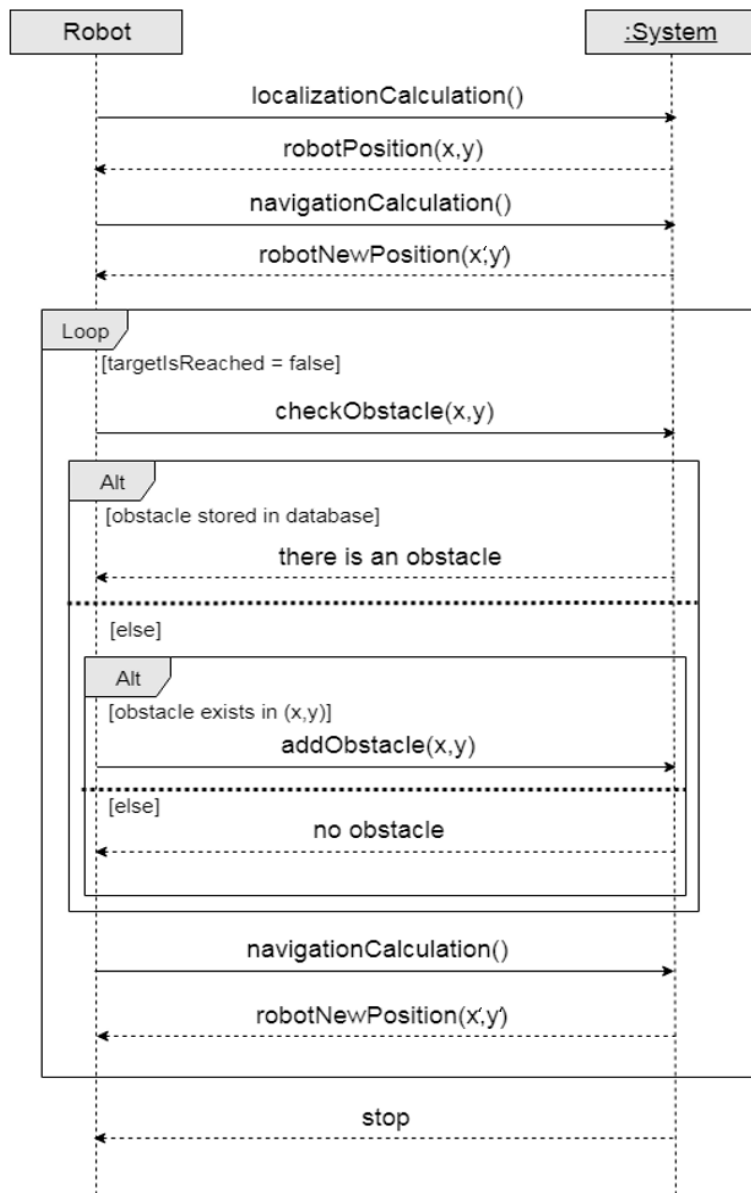 Robot
:System
localizationCalculation()
robotPosition(x,y)
navigationCalculation()
robotNewPosition(x',y')
Loop
[targetIsReached = false]
checkObstacle(x,y)
Alt
[obstacle stored in database]
there is an obstacle
[else]
Alt
[obstacle exists in (x,y)]
addObstacle(x,y)
[else]
no obstacle
navigationCalculation()
robotNewPosition(x',y')
stop